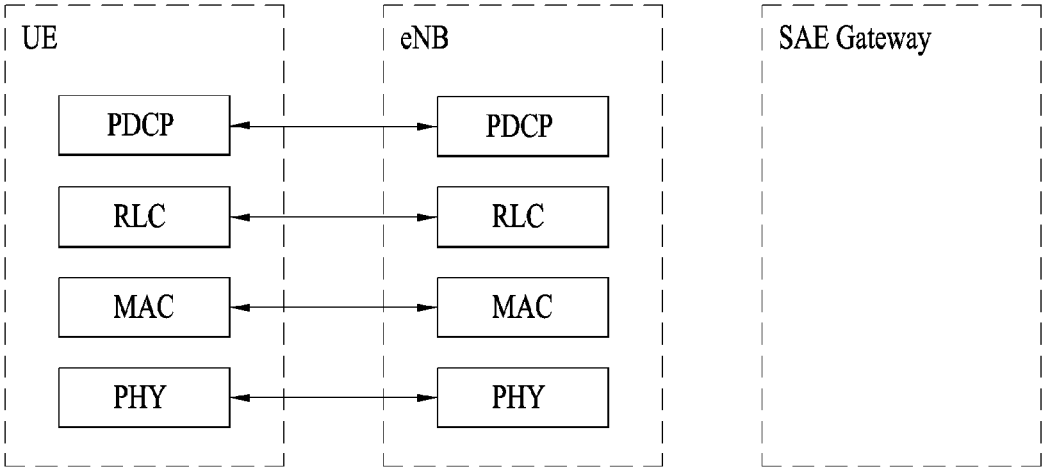 UE
eNB
SAE Gateway
PDCP
PDCP
RLC
RLC
MAC
MAC
PHY
PHY